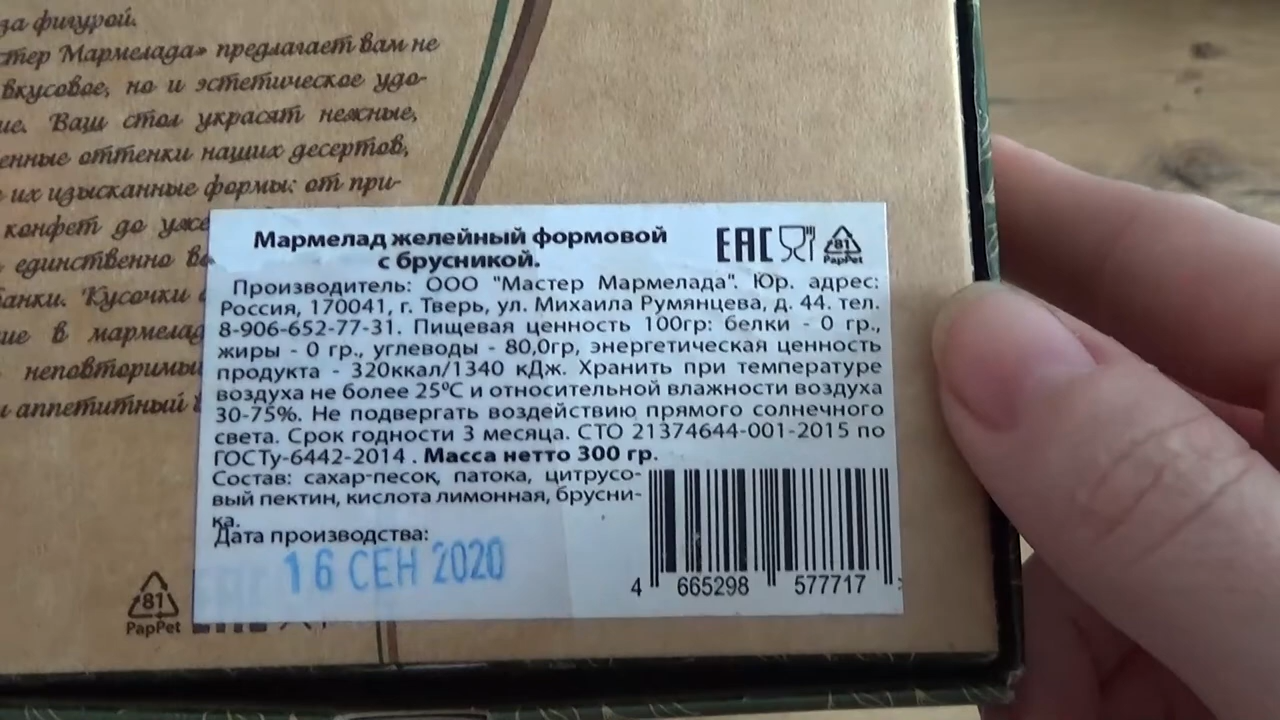 за фигурой.
стер Мармелада» предлагает вам не
вкусовое, но и эстетическое удо-
ие. Ваш стол украсят нежные,
енные оттенки наших десертов,
их изысканные формы: от при-
конфет до уже
единственно
банки. Кусочки
ие в мармелад
неповторимы
и аппетитный
Мармелад желейный формовой
с брусникой.
ЕАС
81
PapPet
Производитель: ООО "Мастер Мармелада". Юр. адрес:
Россия, 170041, г. Тверь, ул. Михаила Румянцева, д. 44. тел.
8-906-652-77-31. Пищевая ценность 100гр: белки - 0 гр.,
жиры - 0 гр., углеводы - 80,0гр, энергетическая ценность
продукта - 320ккал/1340 кДж. Хранить при температуре
воздуха не более 25⁰С и относительной влажности воздуха
30-75%. Не подвергать воздействию прямого солнечного
света. Срок годности 3 месяца. СТО 21374644-001-2015 по
ГОСТу-6442-2014 . Масса нетто 300 гр.
Состав: сахар-песок, патока, цитрусо-
вый пектин, кислота лимонная, брусни-
ка.
Дата производства:
16 СЕН 2020
4 665298 577717 >
81
PapPet